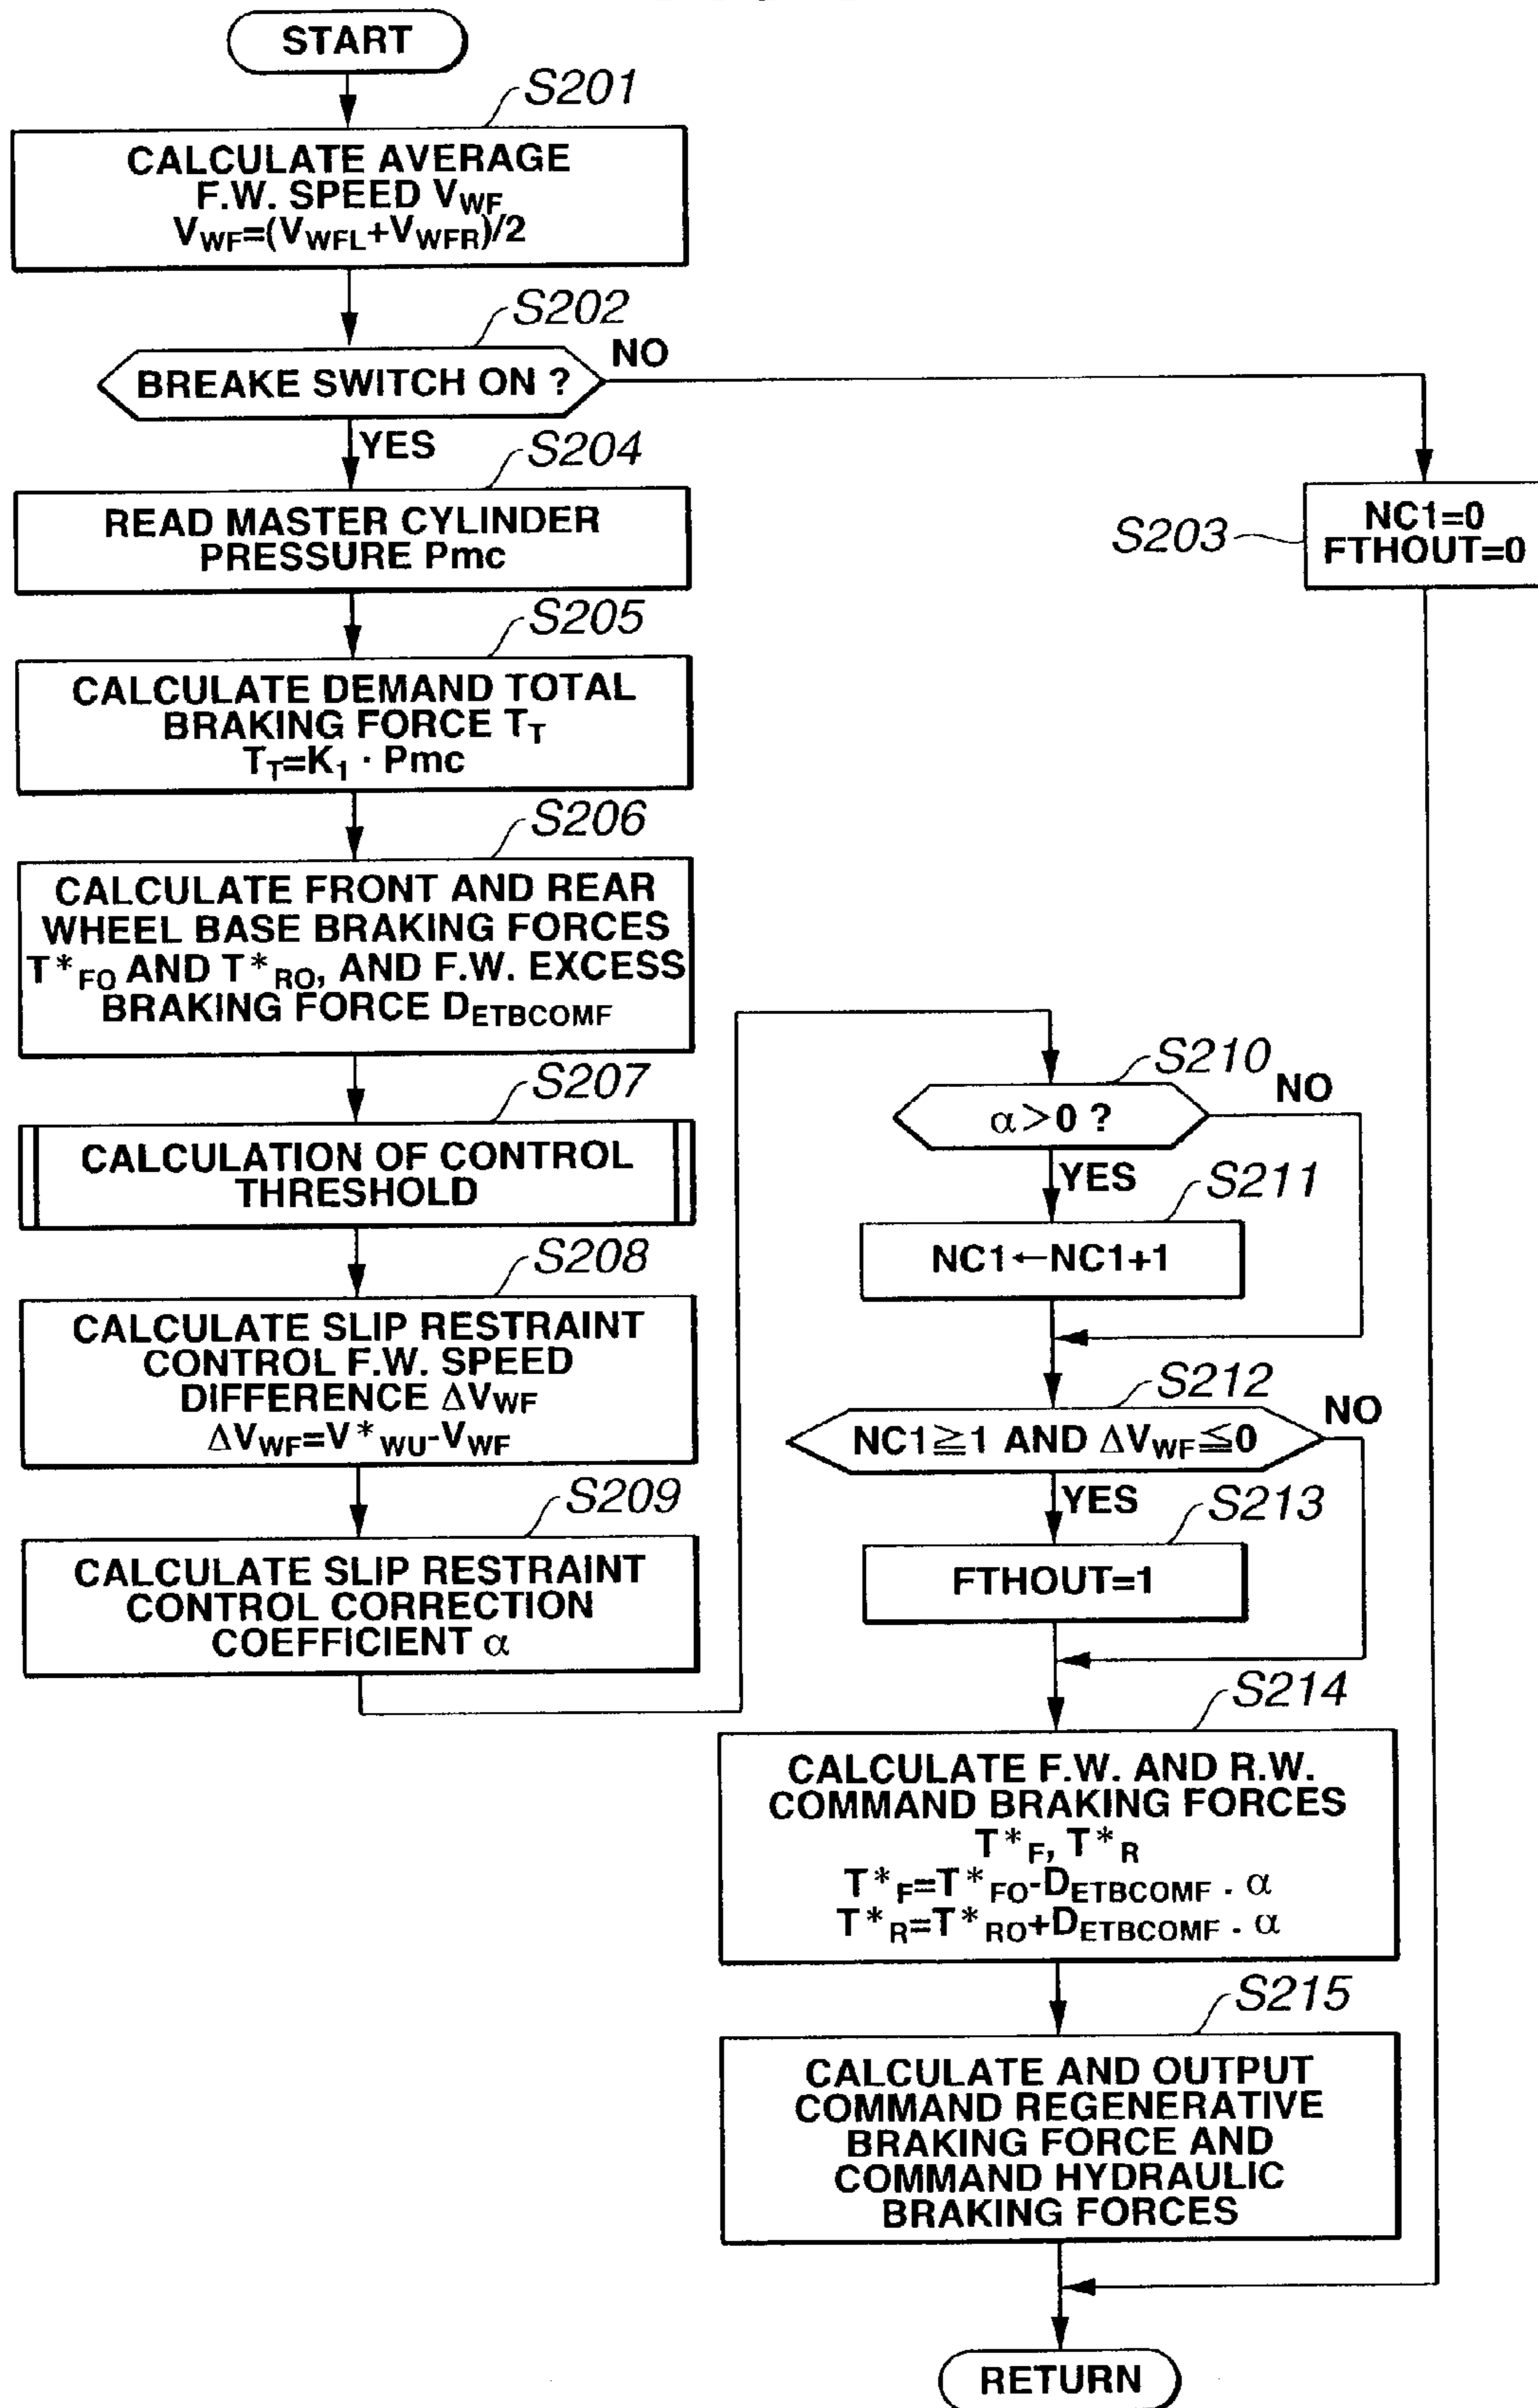 START
S201
CALCULATE AVERAGE
F.W. SPEED VWF
VWF=(VWFL+VWFR)/2
S202
BREAKE SWITCH ON ?
NO
YES
S203
NC1=0
FTHOUT=0
S204
READ MASTER CYLINDER
PRESSURE Pmc
S205
CALCULATE DEMAND TOTAL
BRAKING FORCE TT
TT=K1 · Pmc
S206
CALCULATE FRONT AND REAR
WHEEL BASE BRAKING FORCES
T*FO AND T*RO, AND F.W. EXCESS
BRAKING FORCE DETBCOMF
S207
CALCULATION OF CONTROL
THRESHOLD
S208
CALCULATE SLIP RESTRAINT
CONTROL F.W. SPEED
DIFFERENCE ΔVWF
ΔVWF=V*WU-VWF
S209
CALCULATE SLIP RESTRAINT
CONTROL CORRECTION
COEFFICIENT α
S210
α>0 ?
NO
YES
S211
NC1←NC1+1
S212
NC1≧1 AND ΔVWF≦0
NO
YES
S213
FTHOUT=1
S214
CALCULATE F.W. AND R.W.
COMMAND BRAKING FORCES
T*F, T*R
T*F=T*FO-DETBCOMF . α
T*R=T*RO+DETBCOMF . α
S215
CALCULATE AND OUTPUT
COMMAND REGENERATIVE
BRAKING FORCE AND
COMMAND HYDRAULIC
BRAKING FORCES
RETURN